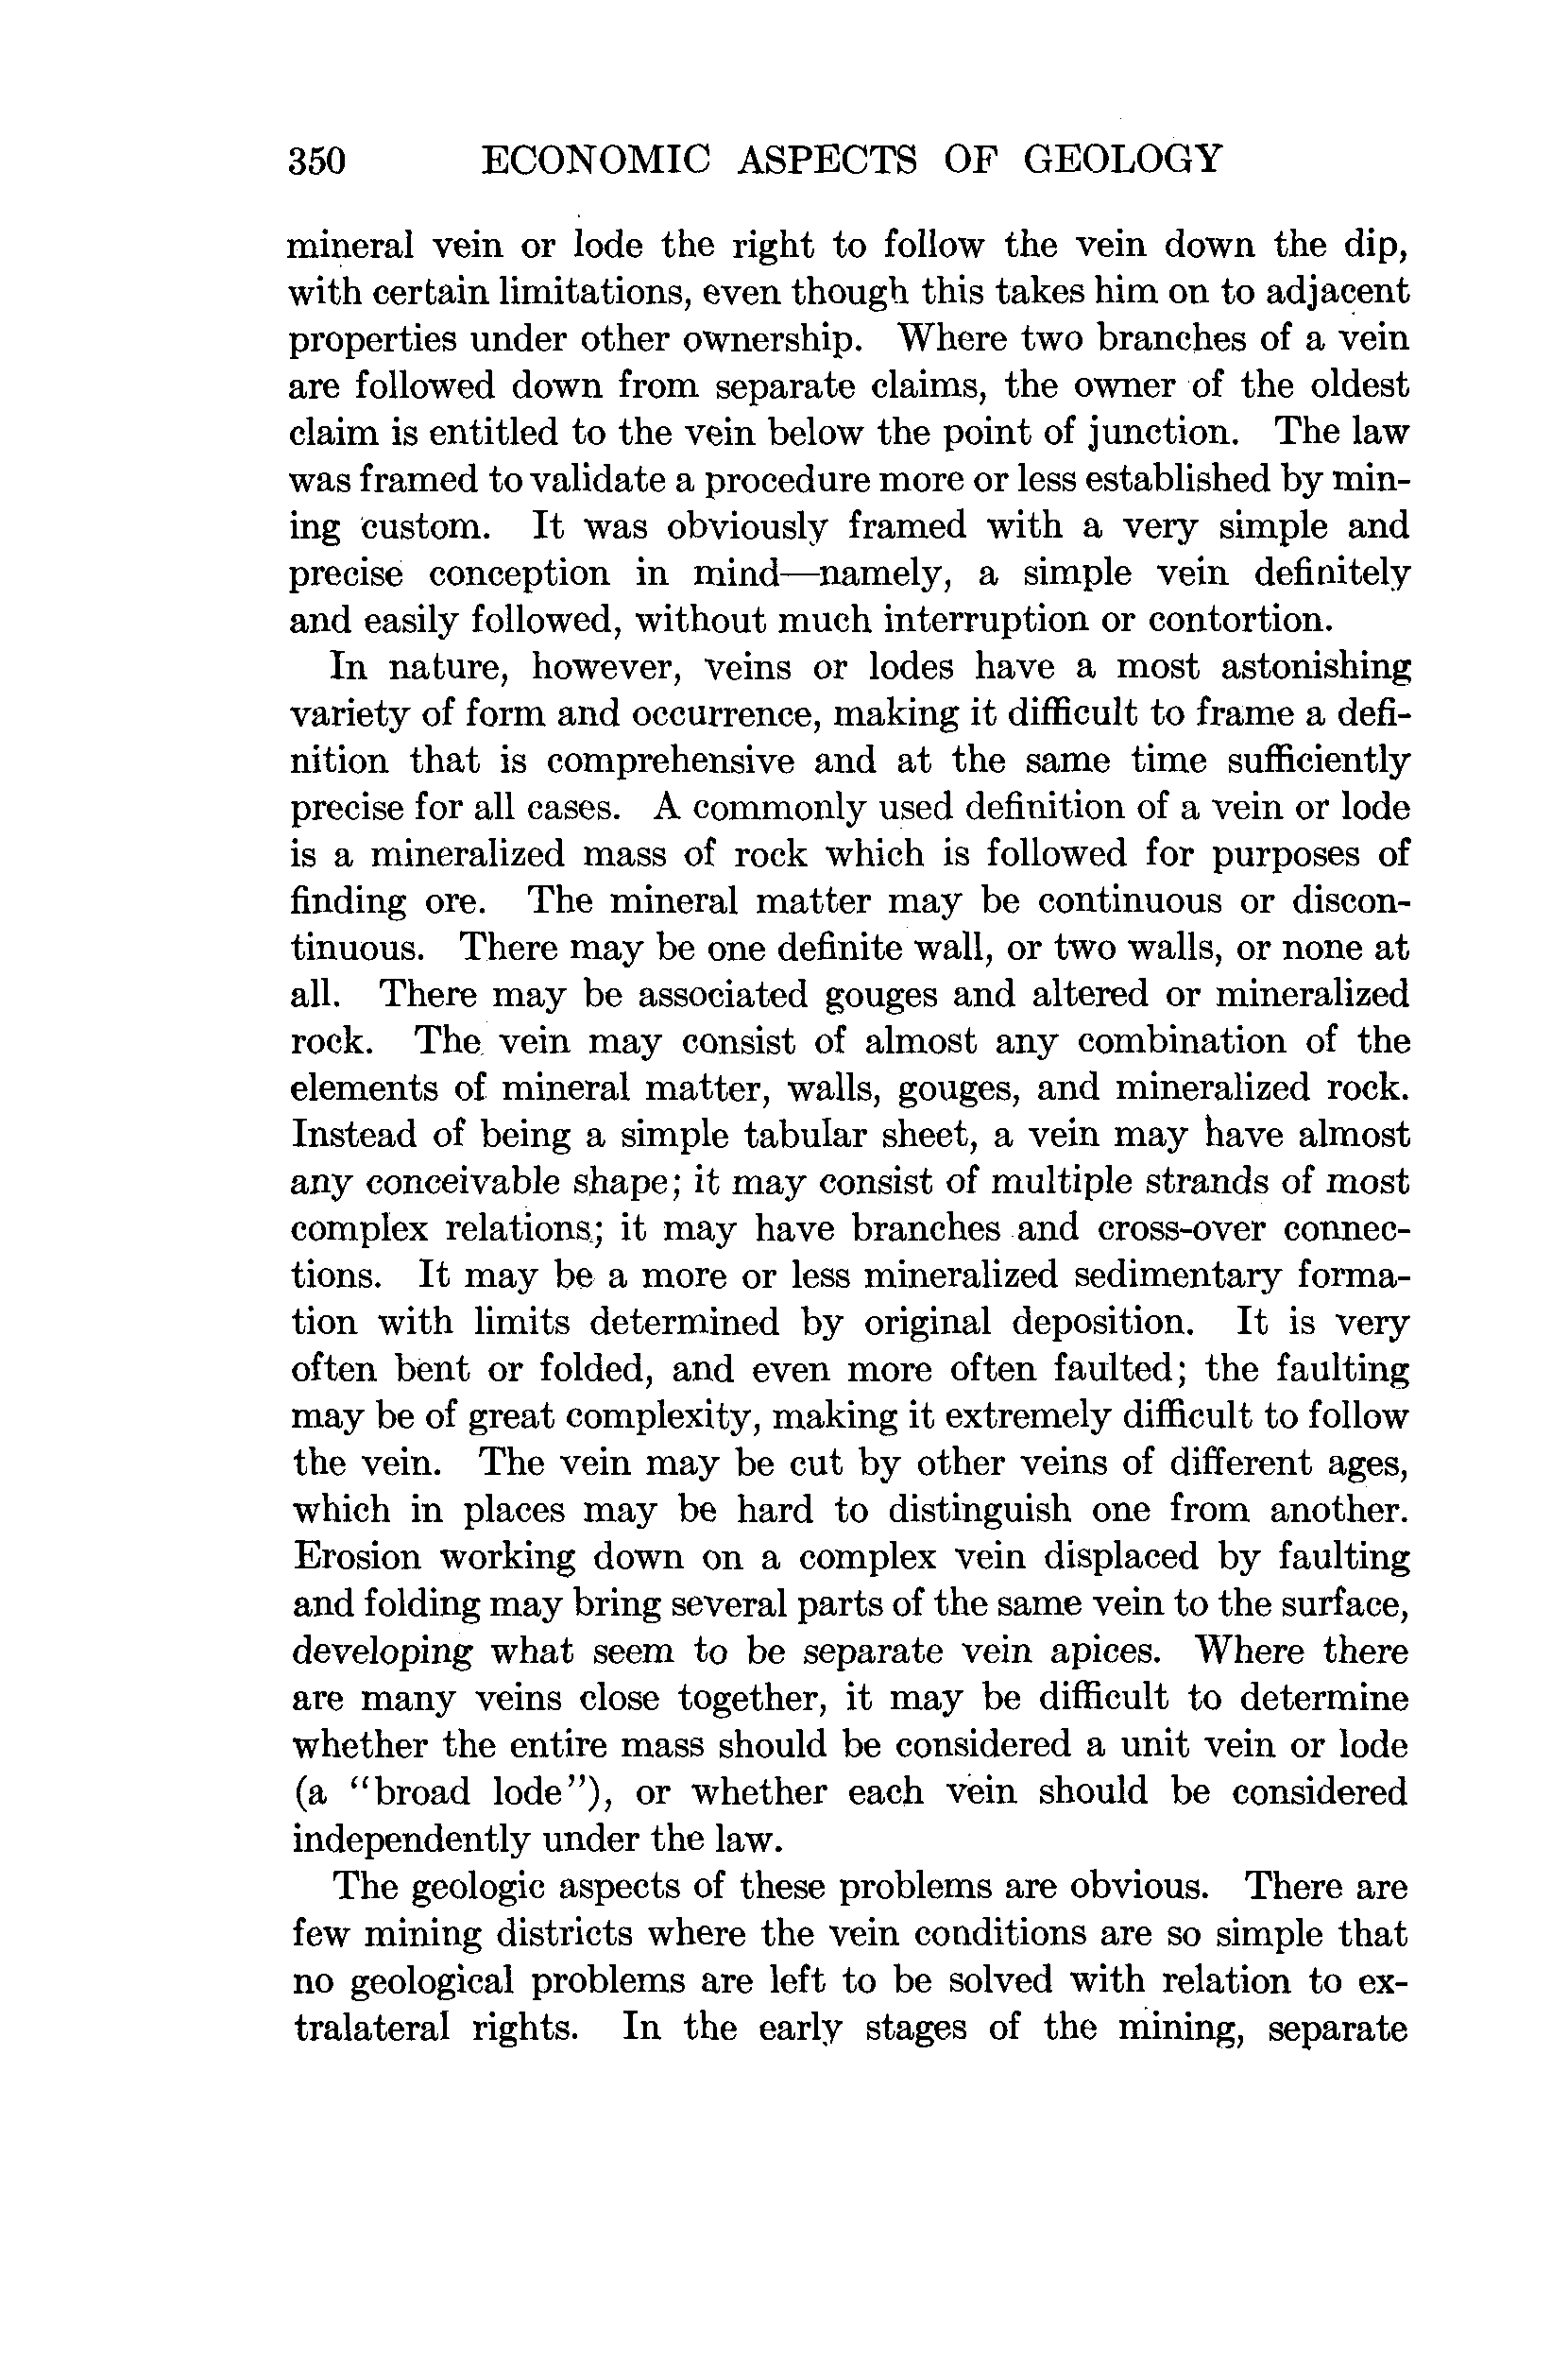 350 ECONOMIC ASPECTS OF GEOLOGY
mineral vein or lode the right to follow the vein down the dip,
with certain limitations, even though this takes him on to adjacent
properties under other ownership. Where two branches of a vein
are followed down from separate claims, the owner of the oldest
claim is entitled to the vein below the point of junction. The law
was framed to validate a procedure more or less established by min-
ing custom. It was obviously framed with a very simple and
precise conception in mind—namely, a simple vein definitely
and easily followed, without much interruption or contortion.
In nature, however, veins or lodes have a most astonishing
variety of form and occurrence, making it difficult to frame a defi-
nition that is comprehensive and at the same time sufficiently
precise for all cases. A commonly used definition of a vein or lode
is a mineralized mass of rock which is followed for purposes of
finding ore. The mineral matter may be continuous or discon-
tinuous. There may be one definite wall, or two walls, or none at
all. There may be associated gouges and altered or mineralized
rock. The vein may consist of almost any combination of the
elements of mineral matter, walls, gouges, and mineralized rock.
Instead of being a simple tabular sheet, a vein may have almost
any conceivable shape; it may consist of multiple strands of most
complex relations; it may have branches and cross-over connec-
tions. It may be a more or less mineralized sedimentary forma-
tion with limits determined by original deposition. It is very
often bent or folded, and even more often faulted; the faulting
may be of great complexity, making it extremely difficult to follow
the vein. The vein may be cut by other veins of different ages,
which in places may be hard to distinguish one from another.
Erosion working down on a complex vein displaced by faulting
and folding may bring several parts of the same vein to the surface,
developing what seem to be separate vein apices. Where there
are many veins close together, it may be difficult to determine
whether the entire mass should be considered a unit vein or lode
(a "broad lode"), or whether each vein should be considered
independently under the law.
The geologic aspects of these problems are obvious. There are
few mining districts where the vein conditions are so simple that
no geological problems are left to be solved with relation to ex-
tralateral rights. In the early stages of the mining, separate